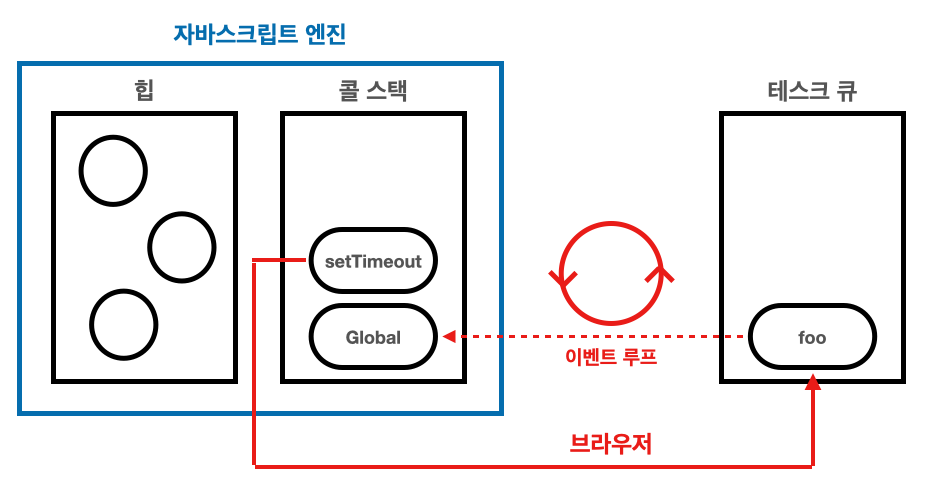 자바스크립트 엔진
힙
콜 스택
테스크 큐
setTimeout
Global
foo
이벤트 루프
브라우저